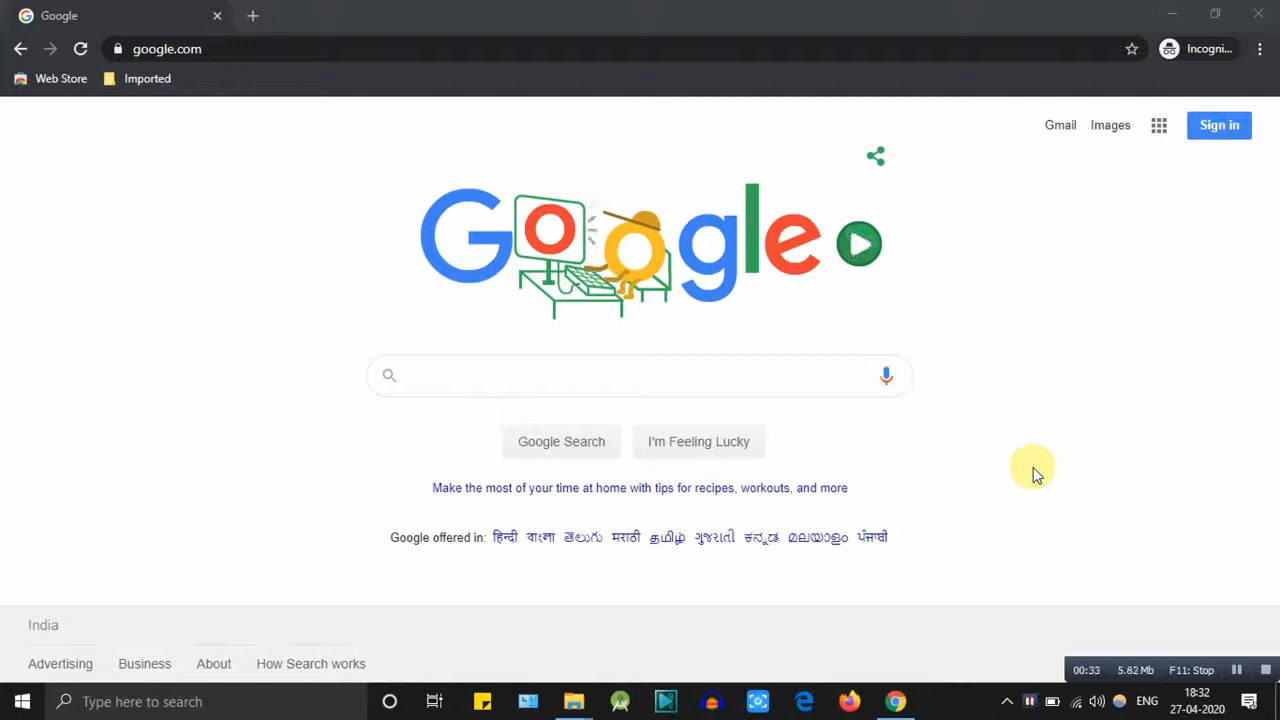 Google
google.com
Incogni...
Web Store Imported
Gmail Images Sign in
Google
Google Search I'm Feeling Lucky
Make the most of your time at home with tips for recipes, workouts, and more
Google offered in: हिन्दी বাংলা తెలుగు मराठी தமிழ் ગુજરાતી ಕನ್ನಡ മലയാളം ਪੰਜਾਬੀ
India
Advertising Business About How Search works
00:33 5.82 Mb F11: Stop
Type here to search
ENG
18:32
27-04-2020